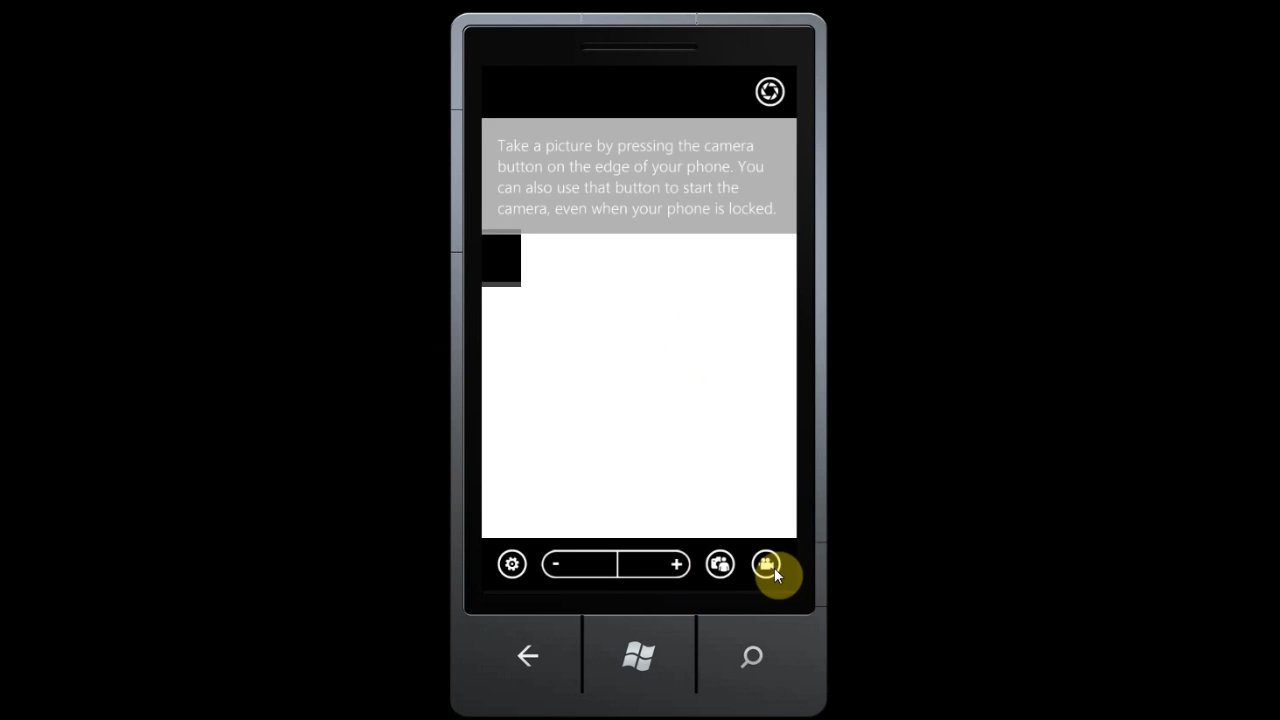 Take a picture by pressing the camera
button on the edge of your phone. You
can also use that button to start the
camera, even when your phone is locked.